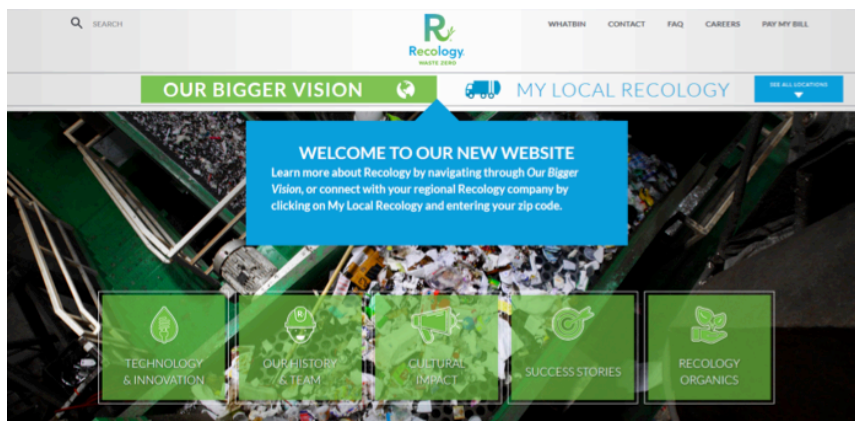 SEARCH
R
Recology.
WASTE ZERO
WHATBIN CONTACT FAQ CAREERS PAY MY BILL
OUR BIGGER VISION
MY LOCAL RECOLOGY
SEE ALL LOCATIONS
WELCOME TO OUR NEW WEBSITE
Learn more about Recology by navigating through Our Bigger
Vision, or connect with your regional Recology company by
clicking on My Local Recology and entering your zip code.
TECHNOLOGY
& INNOVATION
OUR HISTORY
& TEAM
CULTURAL
IMPACT
SUCCESS STORIES
RECOLOGY
ORGANICS